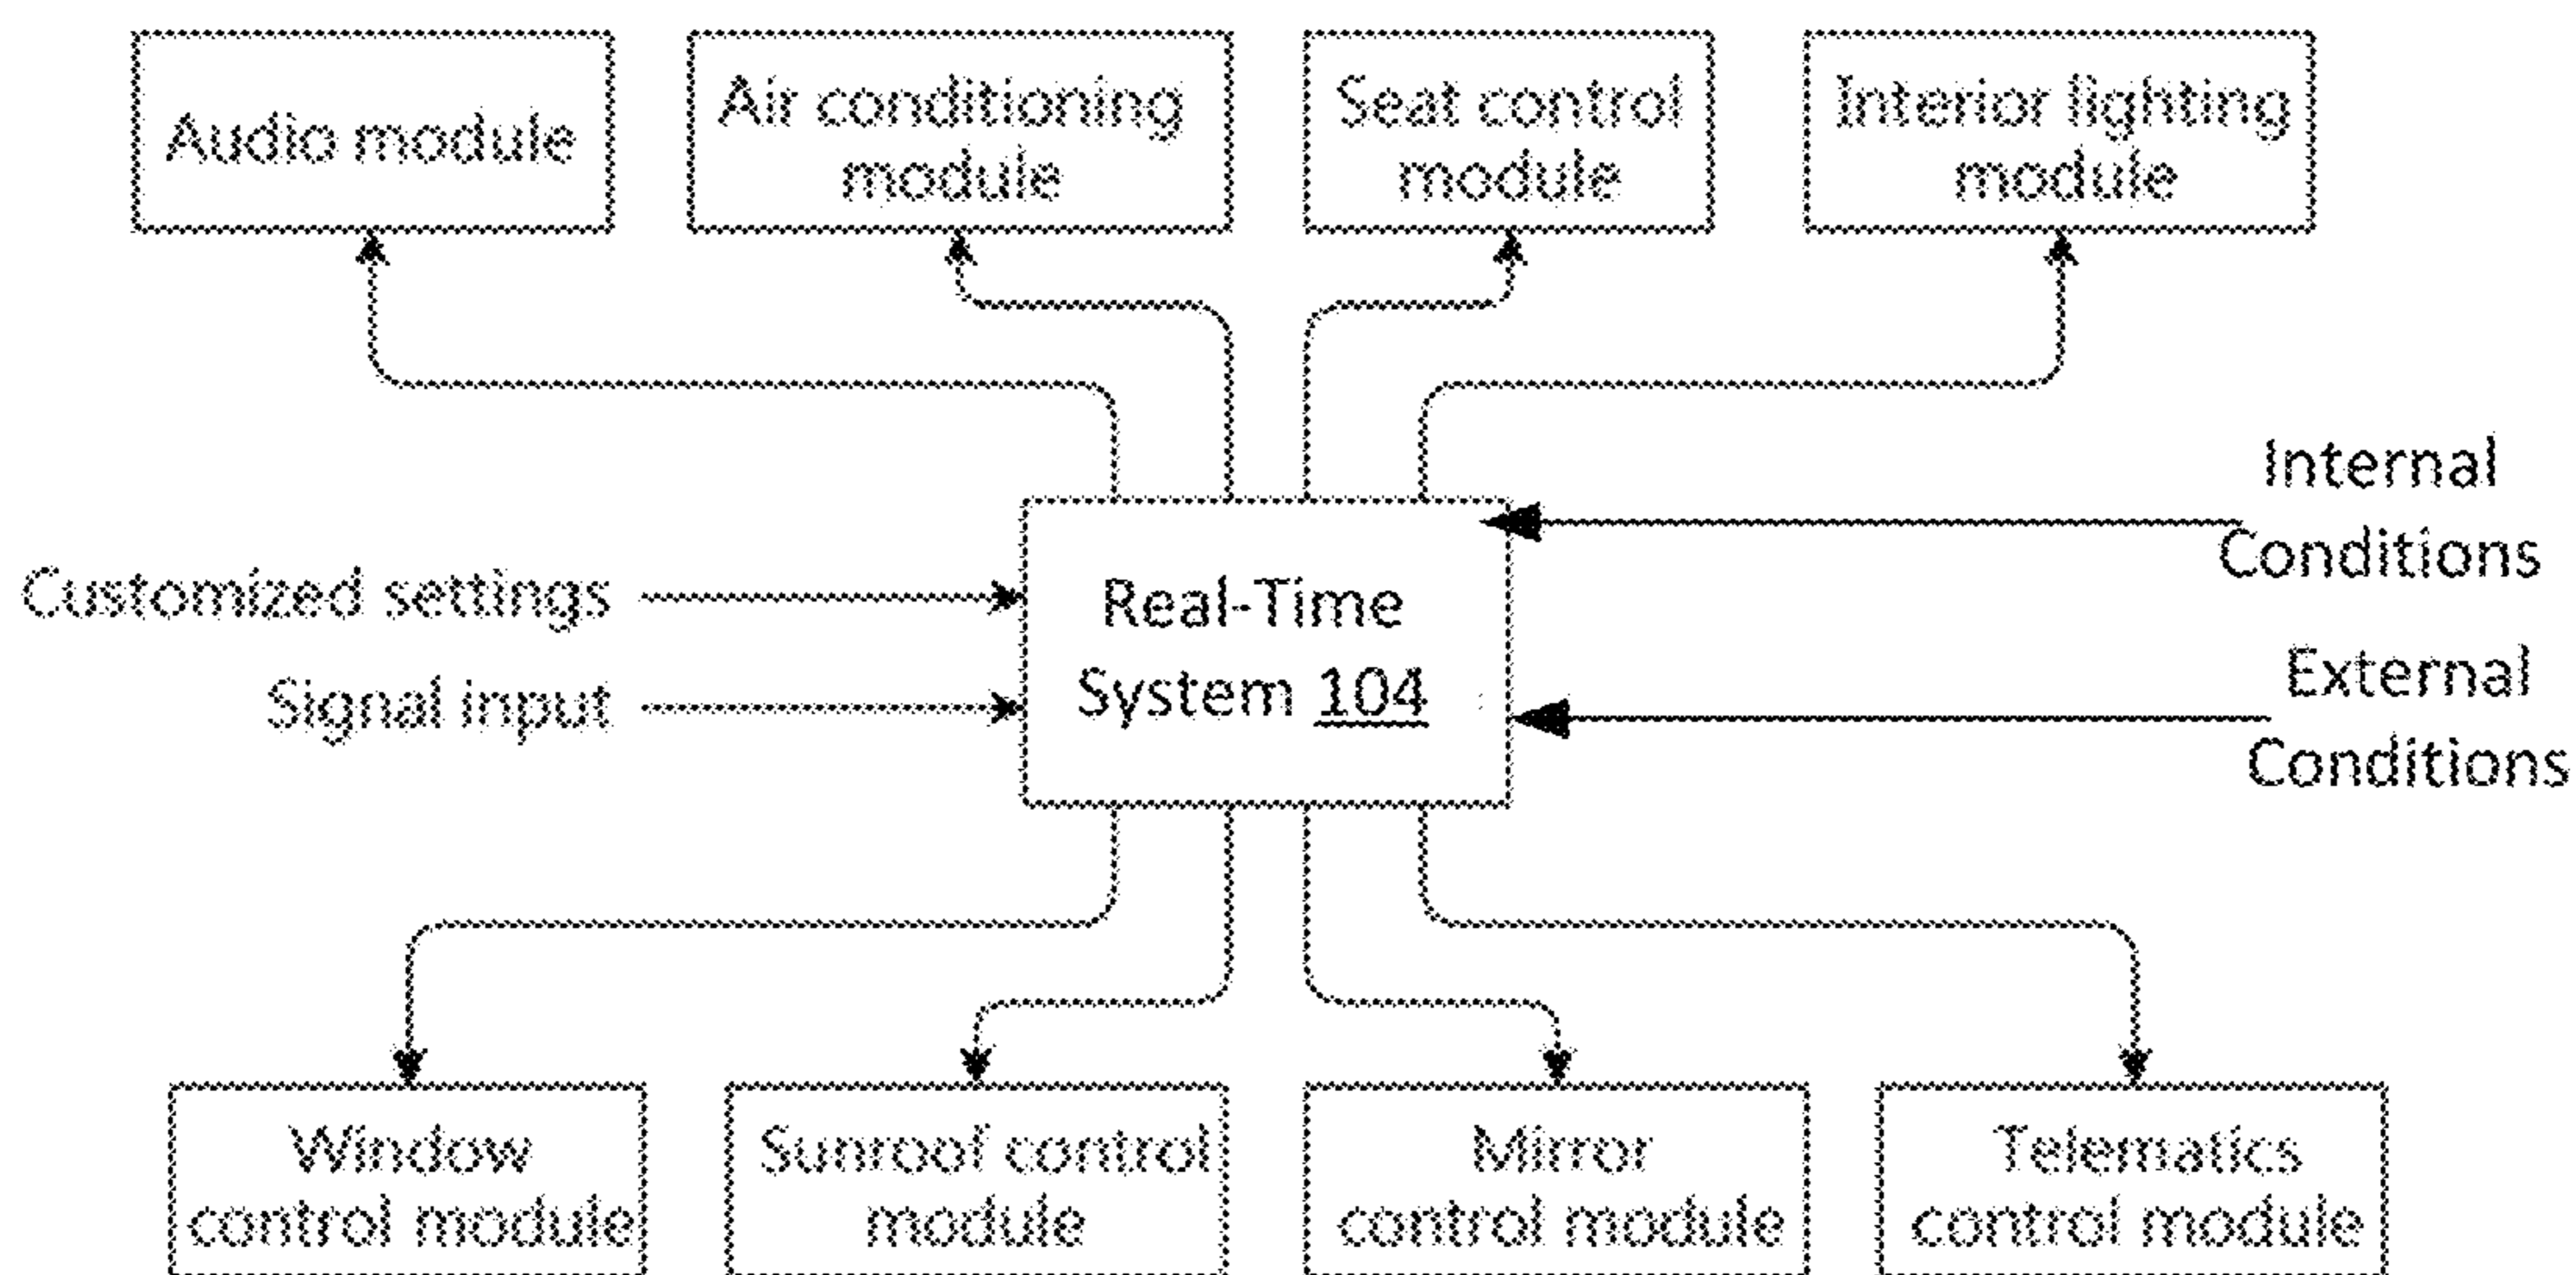 Audio module
Air conditioning
module
Seat control
module
Interior lighting
module
Internal
Conditions
Customized settings
Real-Time
System 104
Signal input
External
Conditions
Window
control module
Sunroof control
module
Mirror
control module
Telematics
control module